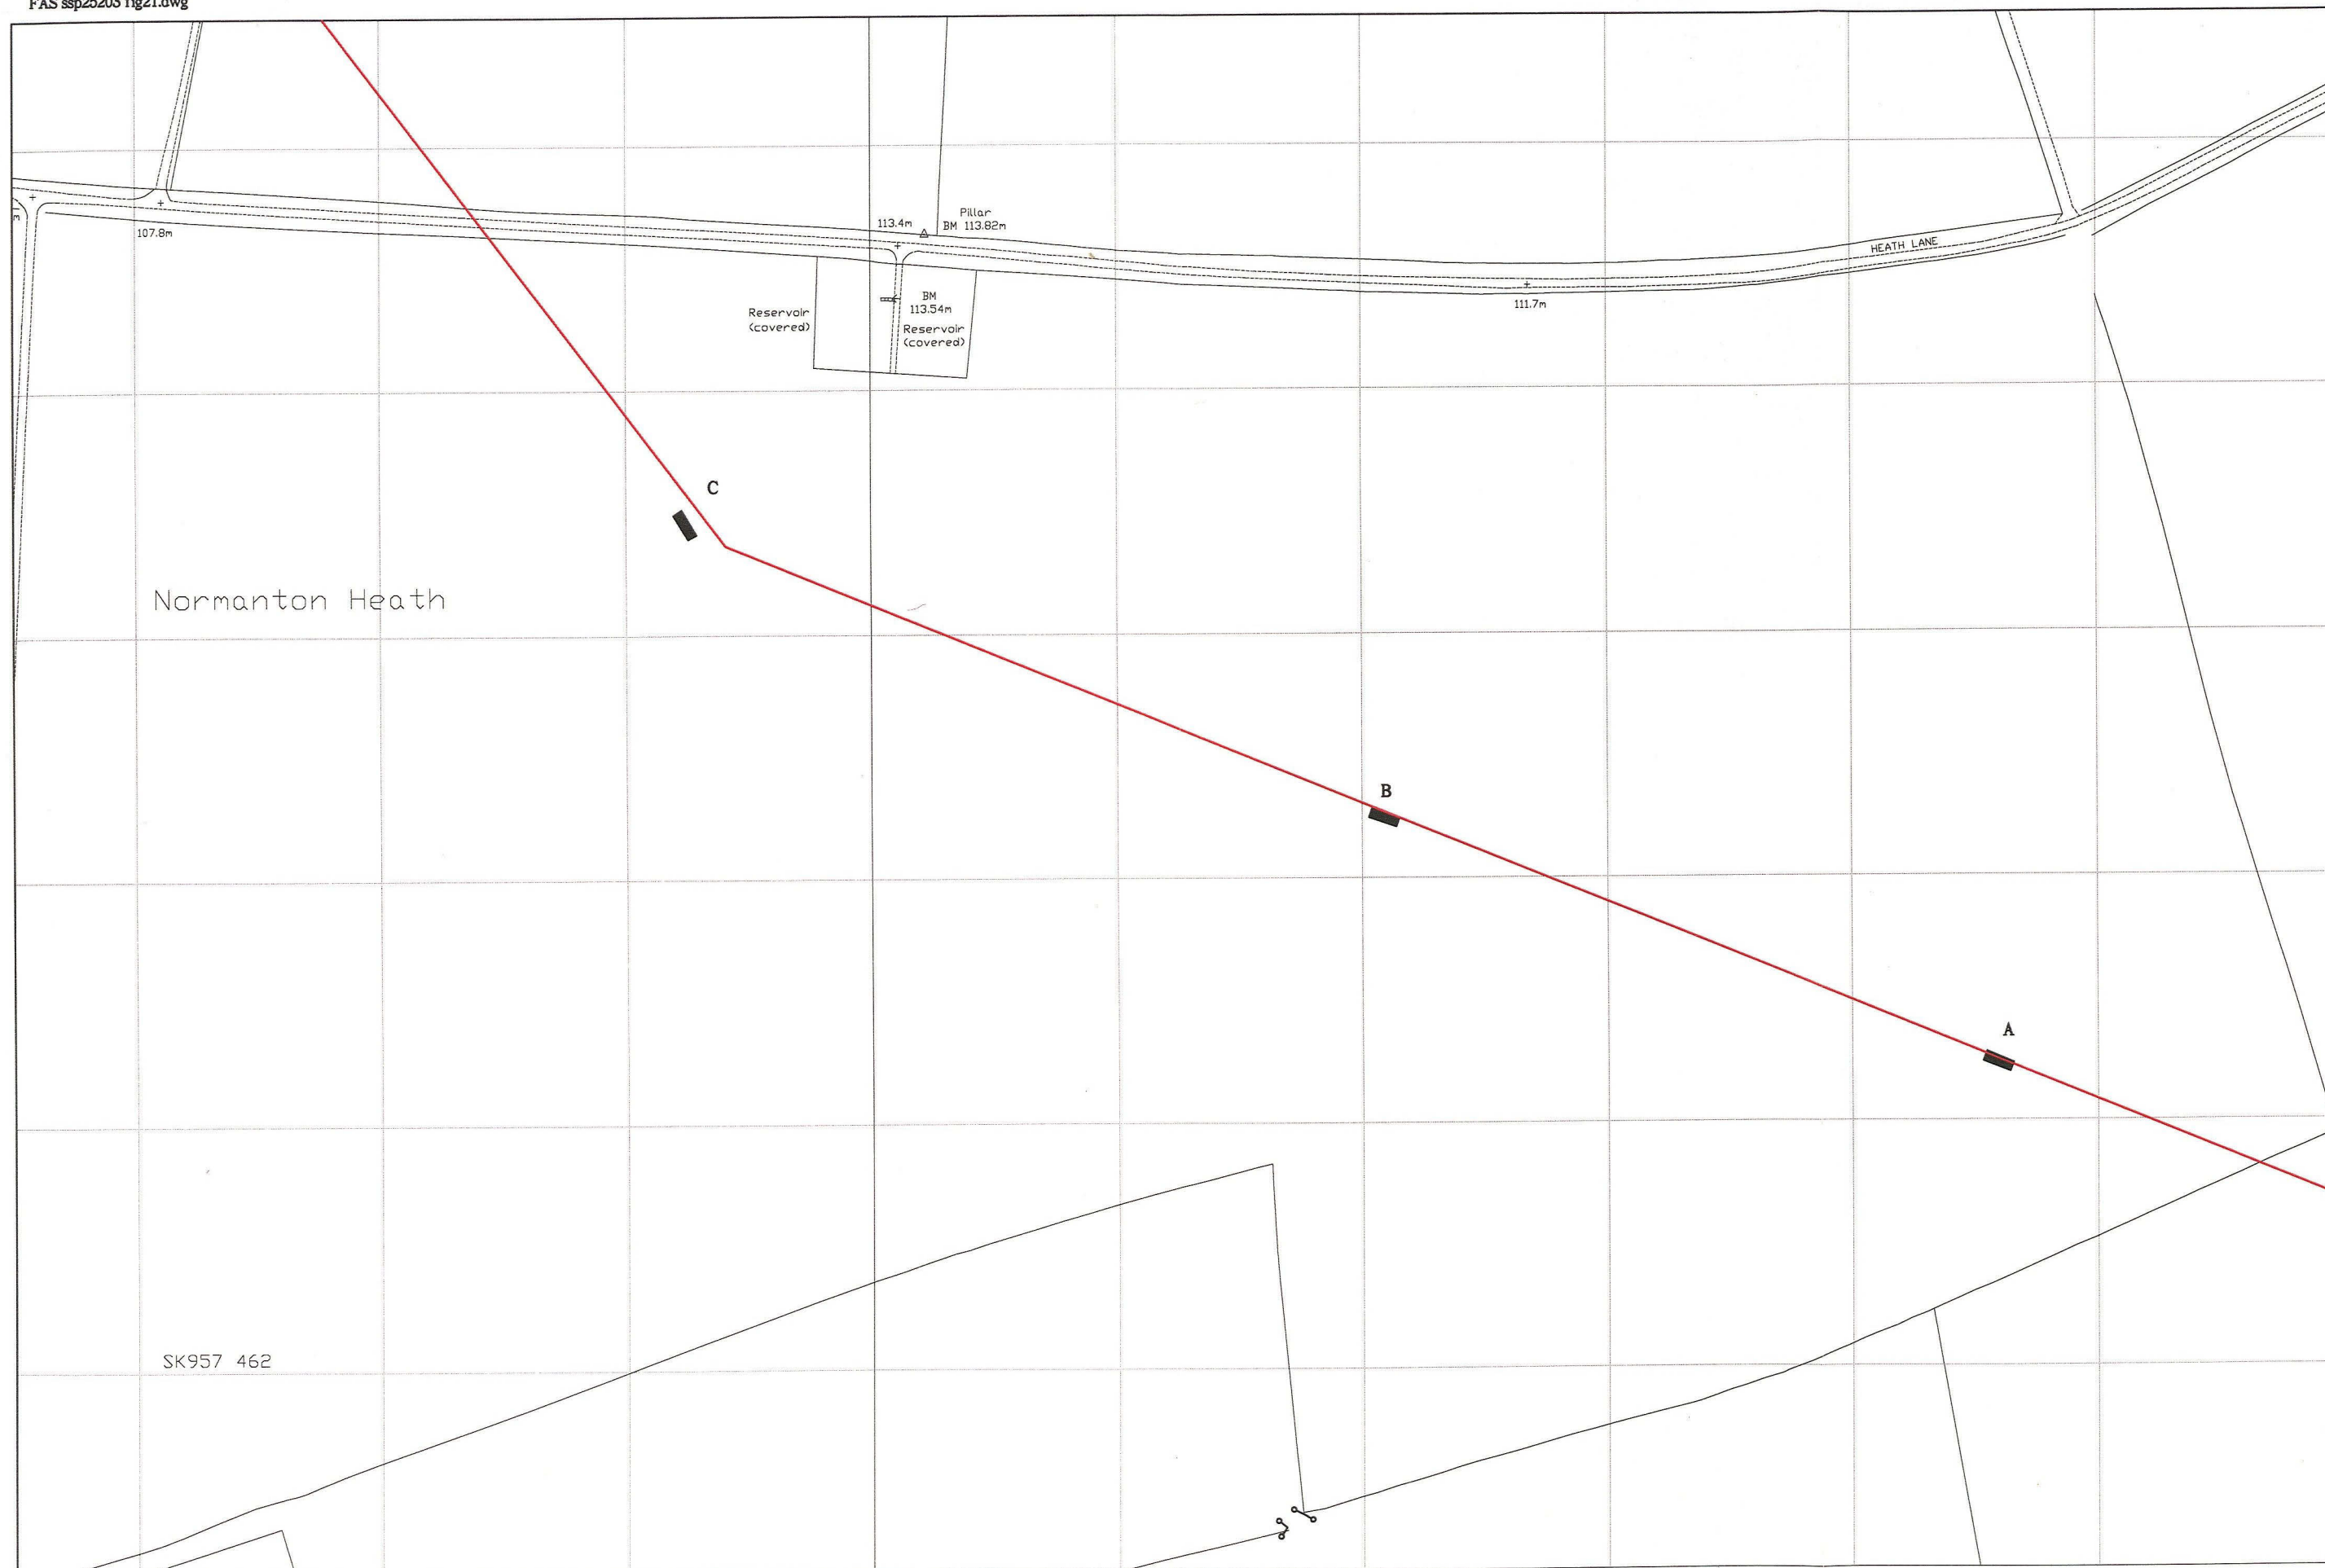 FAS ssp25203 fig21.dwg
107.8m
113.4m
Pillar
BM 113.82m
HEATH LANE
BM
113.54m
Reservoir
(covered)
Reservoir
(covered)
111.7m
C
Normanton Heath
B
A
SK957 462